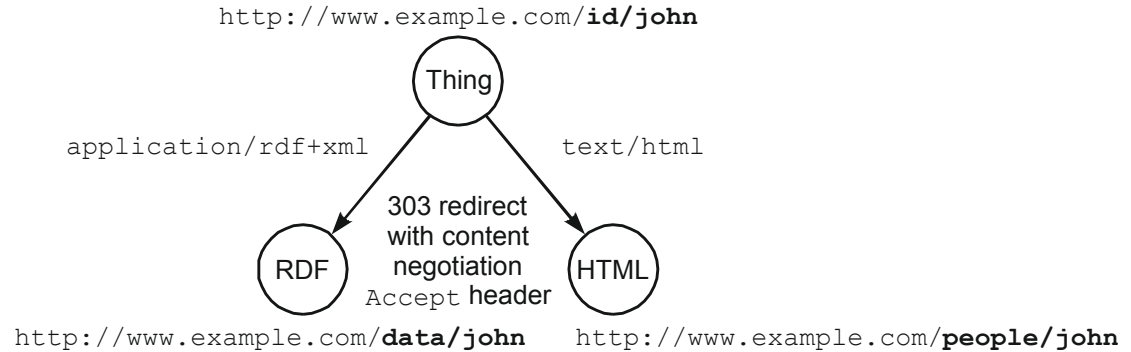 http://www.example.com/id/john
Thing
application/rdf+xml
text/html
303 redirect
with content
negotiation
Accept header
RDF
HTML
http://www.example.com/data/john
http://www.example.com/people/john